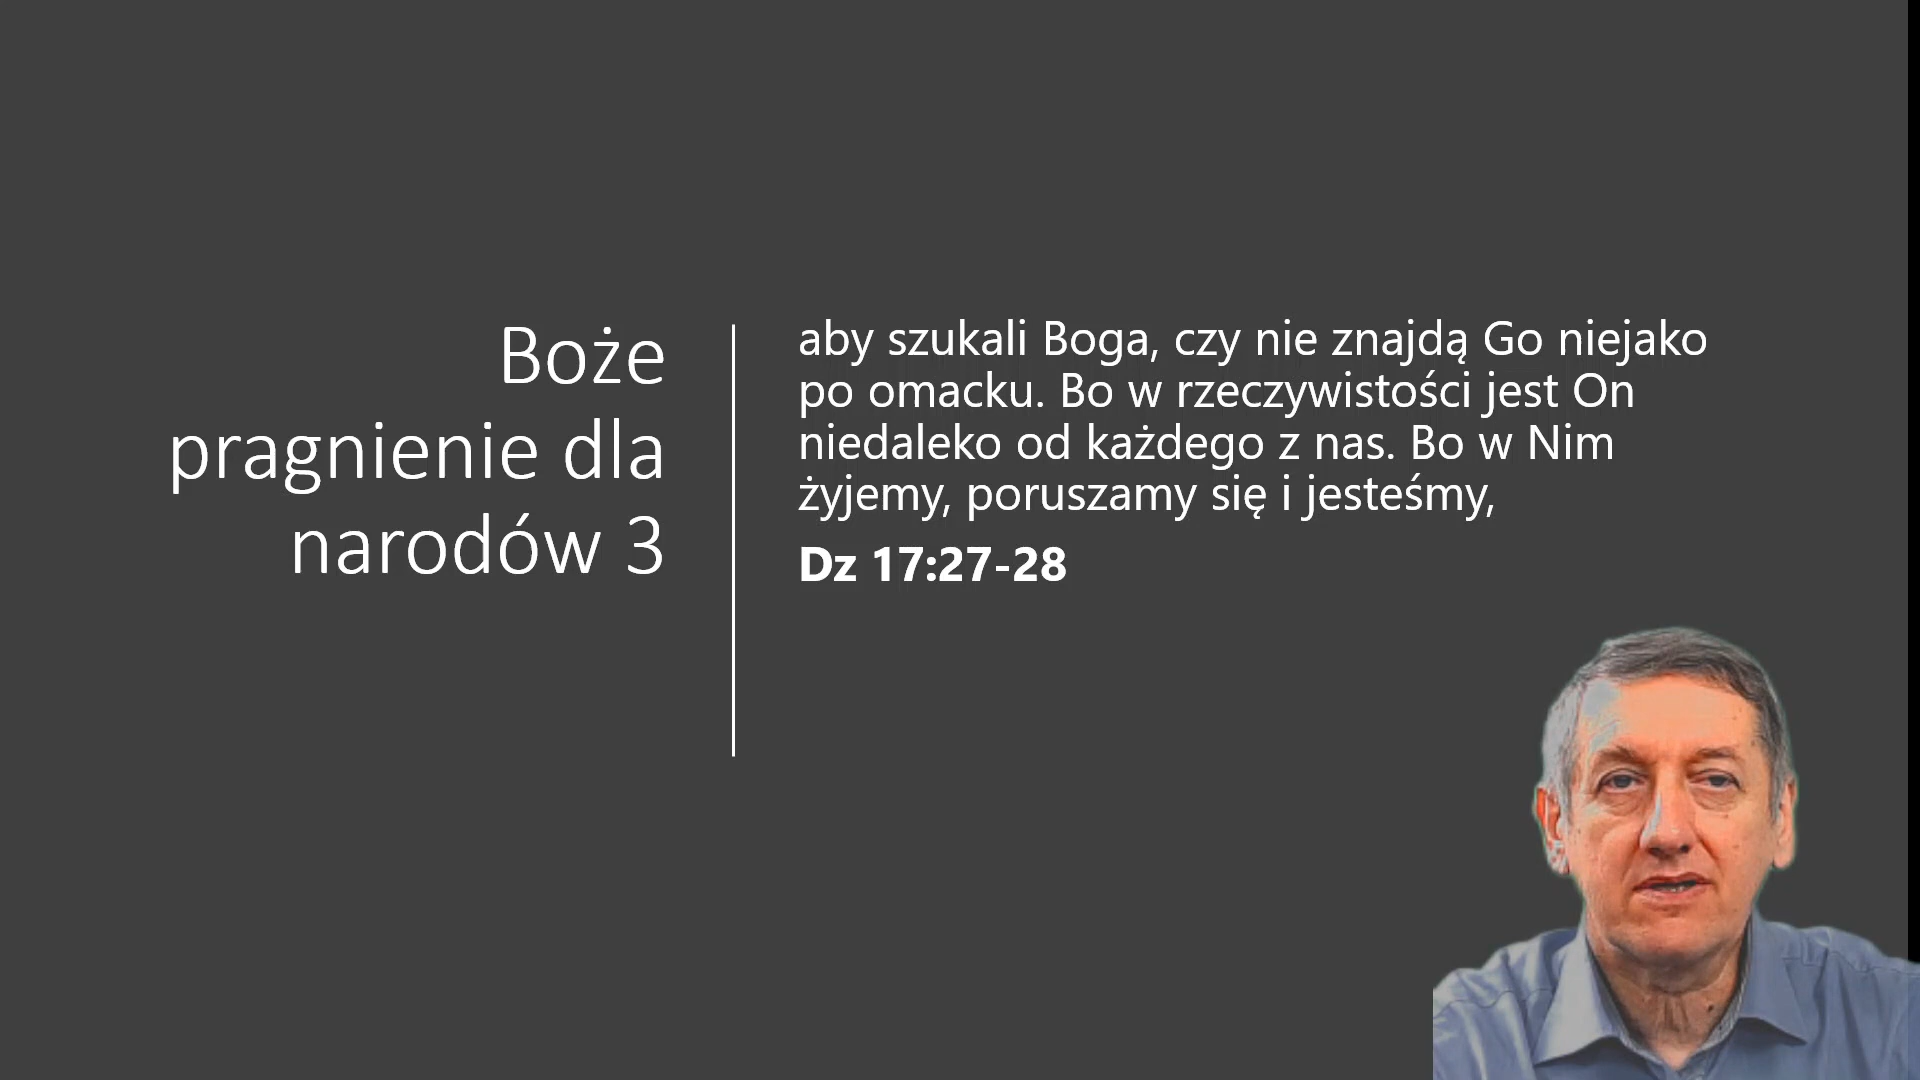 Boże
pragnienie dla
narodów 3
aby szukali Boga, czy nie znajdą Go niejako
po omacku. Bo w rzeczywistości jest On
niedaleko od każdego z nas. Bo w Nim
żyjemy, poruszamy się i jesteśmy,
Dz 17:27-28